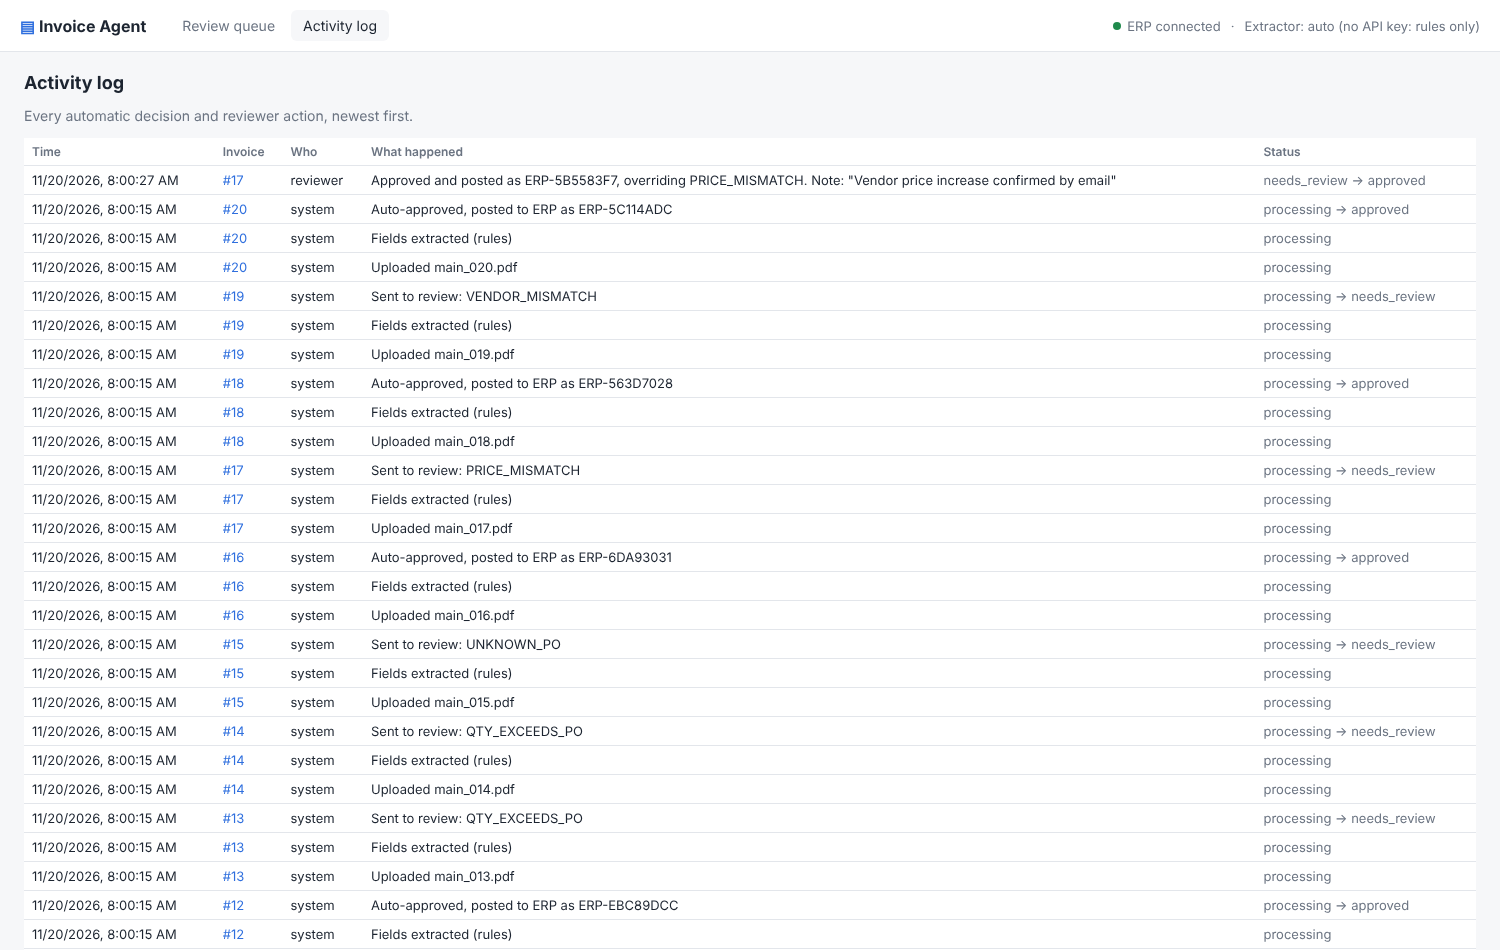 Invoice Agent Review queue Activity log ERP connected · Extractor: auto (no API key: rules only)
Activity log
Every automatic decision and reviewer action, newest first.
Time Invoice Who What happened Status
11/20/2026, 8:00:27 AM #17 reviewer Approved and posted as ERP-5B5583F7, overriding PRICE_MISMATCH. Note: "Vendor price increase confirmed by email" needs_review → approved
11/20/2026, 8:00:15 AM #20 system Auto-approved, posted to ERP as ERP-5C114ADC processing → approved
11/20/2026, 8:00:15 AM #20 system Fields extracted (rules) processing
11/20/2026, 8:00:15 AM #20 system Uploaded main_020.pdf processing
11/20/2026, 8:00:15 AM #19 system Sent to review: VENDOR_MISMATCH processing → needs_review
11/20/2026, 8:00:15 AM #19 system Fields extracted (rules) processing
11/20/2026, 8:00:15 AM #19 system Uploaded main_019.pdf processing
11/20/2026, 8:00:15 AM #18 system Auto-approved, posted to ERP as ERP-563D7028 processing → approved
11/20/2026, 8:00:15 AM #18 system Fields extracted (rules) processing
11/20/2026, 8:00:15 AM #18 system Uploaded main_018.pdf processing
11/20/2026, 8:00:15 AM #17 system Sent to review: PRICE_MISMATCH processing → needs_review
11/20/2026, 8:00:15 AM #17 system Fields extracted (rules) processing
11/20/2026, 8:00:15 AM #17 system Uploaded main_017.pdf processing
11/20/2026, 8:00:15 AM #16 system Auto-approved, posted to ERP as ERP-6DA93031 processing → approved
11/20/2026, 8:00:15 AM #16 system Fields extracted (rules) processing
11/20/2026, 8:00:15 AM #16 system Uploaded main_016.pdf processing
11/20/2026, 8:00:15 AM #15 system Sent to review: UNKNOWN_PO processing → needs_review
11/20/2026, 8:00:15 AM #15 system Fields extracted (rules) processing
11/20/2026, 8:00:15 AM #15 system Uploaded main_015.pdf processing
11/20/2026, 8:00:15 AM #14 system Sent to review: QTY_EXCEEDS_PO processing → needs_review
11/20/2026, 8:00:15 AM #14 system Fields extracted (rules) processing
11/20/2026, 8:00:15 AM #14 system Uploaded main_014.pdf processing
11/20/2026, 8:00:15 AM #13 system Sent to review: QTY_EXCEEDS_PO processing → needs_review
11/20/2026, 8:00:15 AM #13 system Fields extracted (rules) processing
11/20/2026, 8:00:15 AM #13 system Uploaded main_013.pdf processing
11/20/2026, 8:00:15 AM #12 system Auto-approved, posted to ERP as ERP-EBC89DCC processing → approved
11/20/2026, 8:00:15 AM #12 system Fields extracted (rules) processing